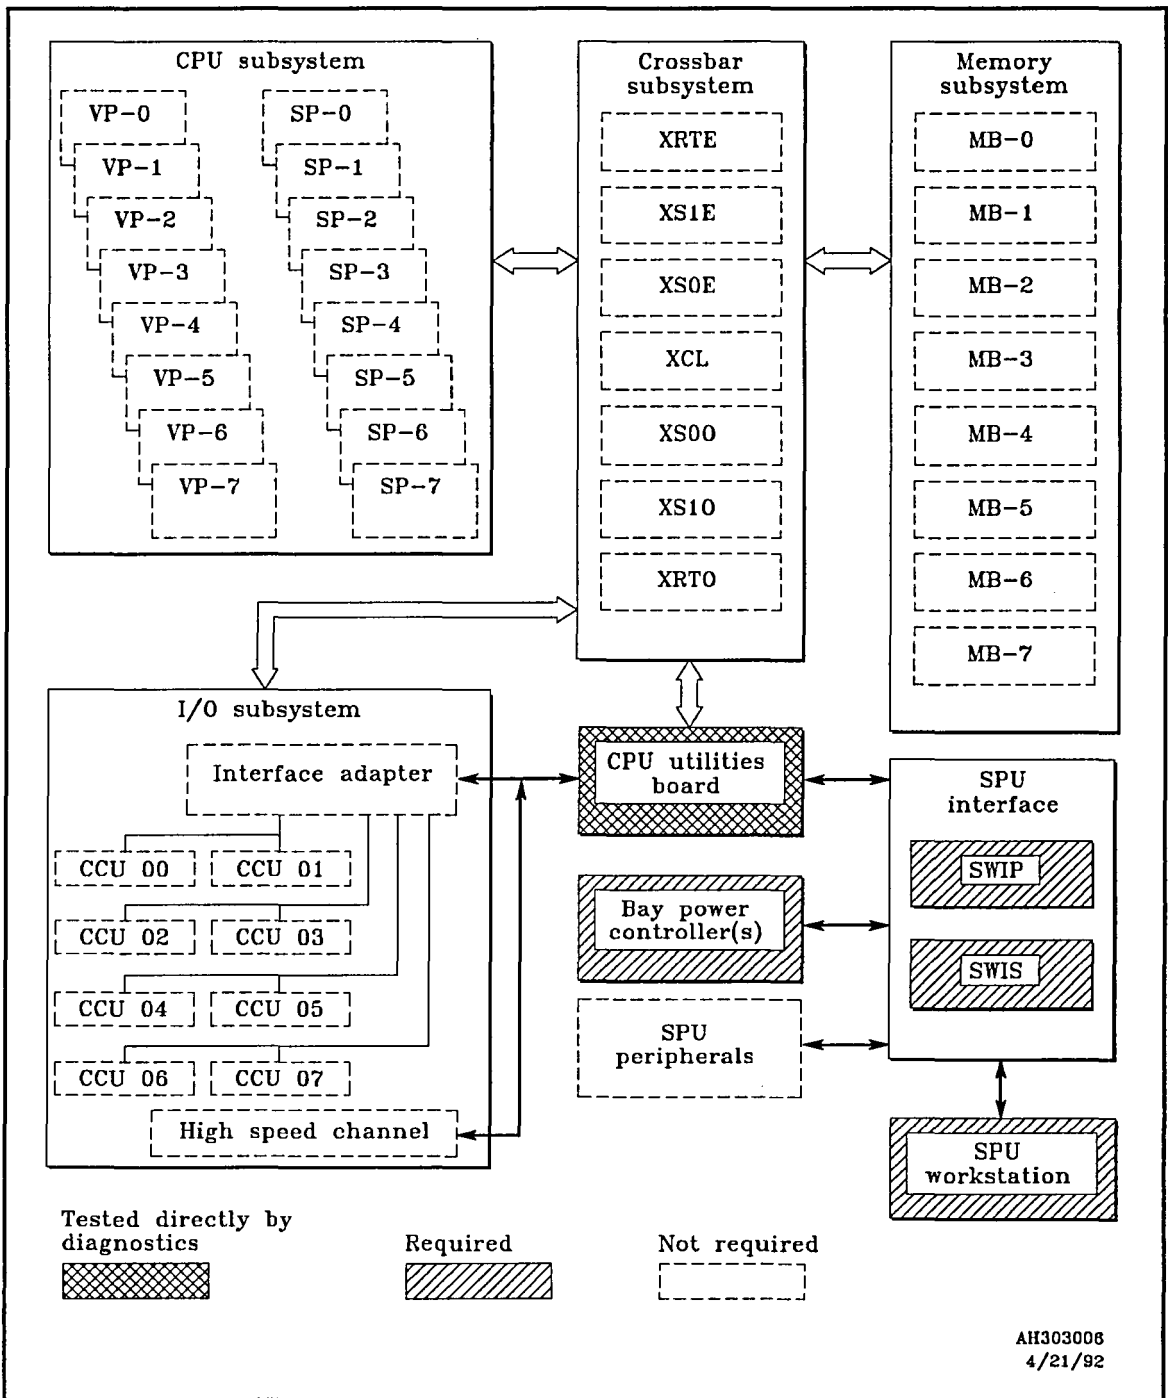 CPU subsystem
VP-0
VP-1
VP-2
VP-3
VP-4
VP-5
VP-6
VP-7
SP-0
SP-1
SP-2
SP-3
SP-4
SP-5
SP-6
SP-7
Crossbar
subsystem
XRTE
XS1E
XS0E
XCL
XS0O
XS1O
XRTO
Memory
subsystem
MB-0
MB-1
MB-2
MB-3
MB-4
MB-5
MB-6
MB-7
I/O subsystem
Interface adapter
CCU 00
CCU 01
CCU 02
CCU 03
CCU 04
CCU 05
CCU 06
CCU 07
High speed channel
CPU utilities
board
Bay power
controller(s)
SPU
peripherals
SPU
interface
SWIP
SWIS
SPU
workstation
Tested directly by
diagnostics
Required
Not required
AH303006
4/21/92